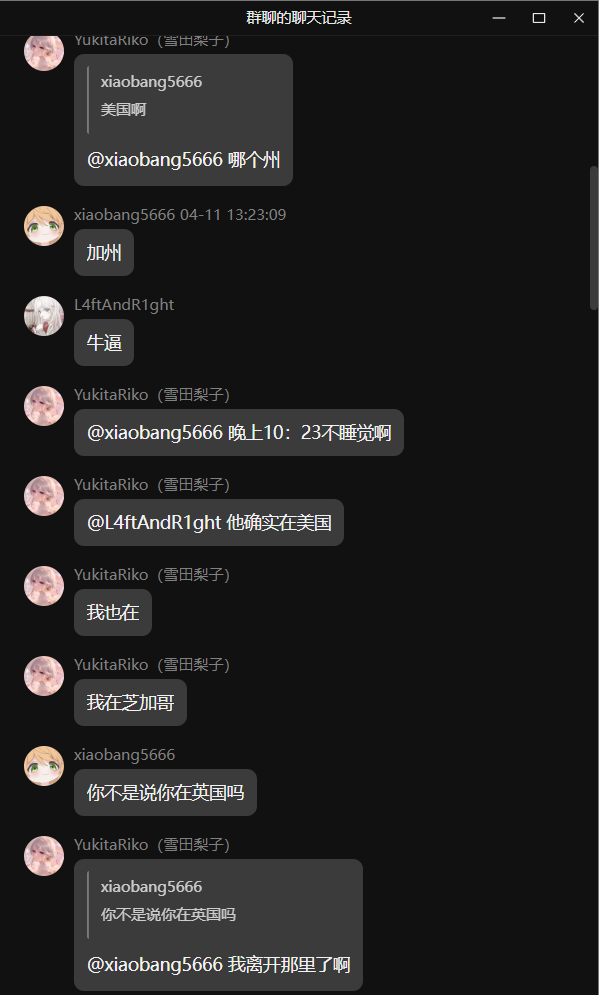 群聊的聊天记录
YukitaRiko（雪田梨子）
xiaobang5666
美国啊
@xiaobang5666 哪个州
xiaobang5666 04-11 13:23:09
加州
L4ftAndR1ght
牛逼
YukitaRiko（雪田梨子）
@xiaobang5666 晚上10：23不睡觉啊
YukitaRiko（雪田梨子）
@L4ftAndR1ght 他确实在美国
YukitaRiko（雪田梨子）
我也在
YukitaRiko（雪田梨子）
我在芝加哥
xiaobang5666
你不是说你在英国吗
YukitaRiko（雪田梨子）
xiaobang5666
你不是说你在英国吗
@xiaobang5666 我离开那里了啊